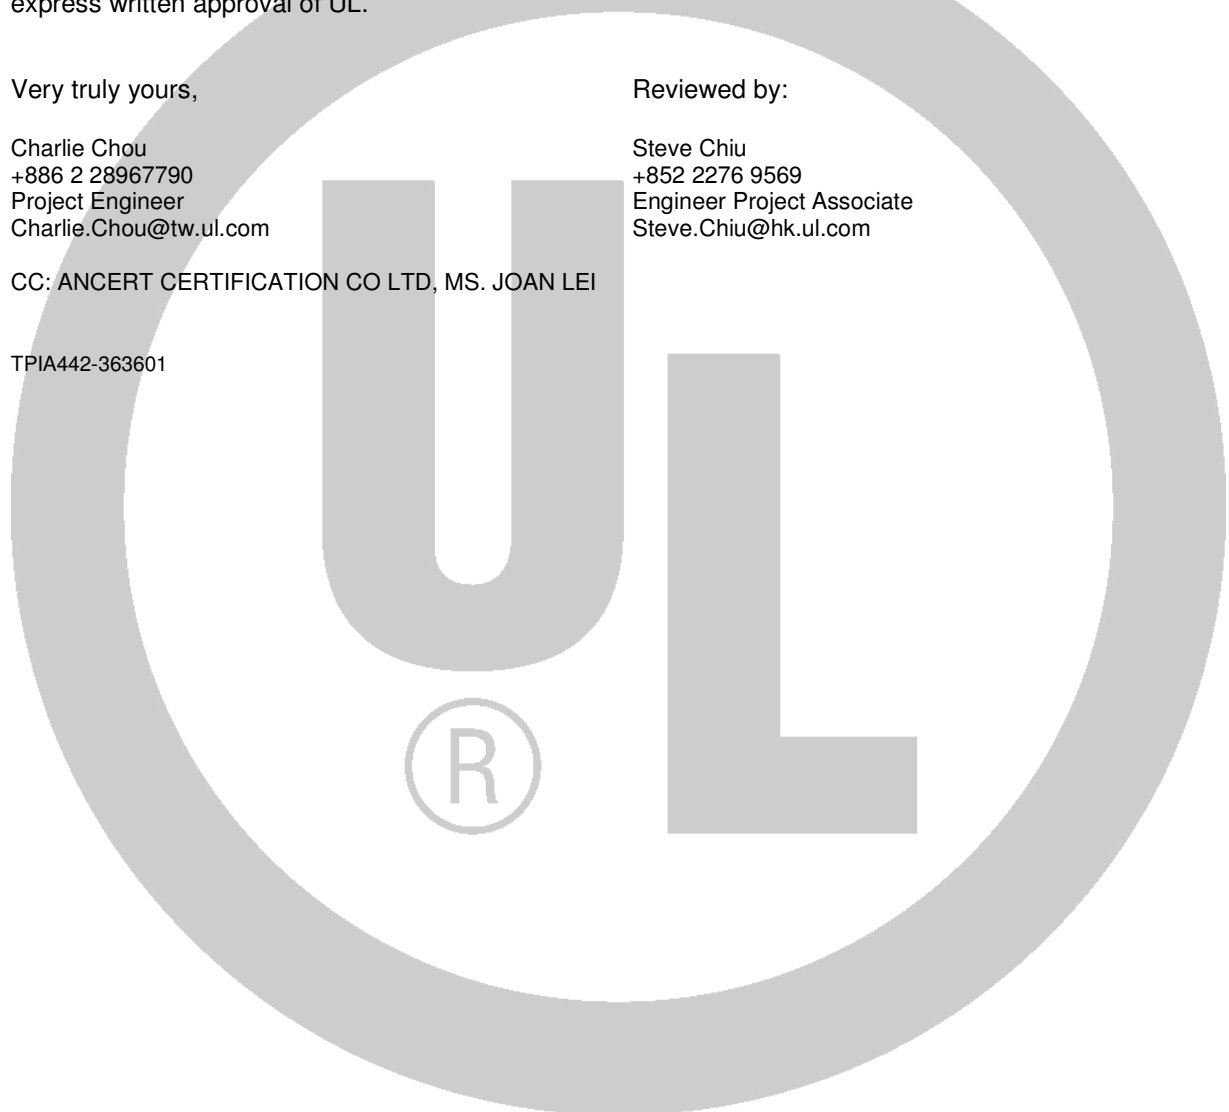 express written approval of UL.
Very truly yours,
Charlie Chou
+886 2 28967790
Project Engineer
Charlie.Chou@tw.ul.com
Reviewed by:
Steve Chiu
+852 2276 9569
Engineer Project Associate
Steve.Chiu@hk.ul.com
CC: ANCERT CERTIFICATION CO LTD, MS. JOAN LEI
TPIA442-363601
UL
®